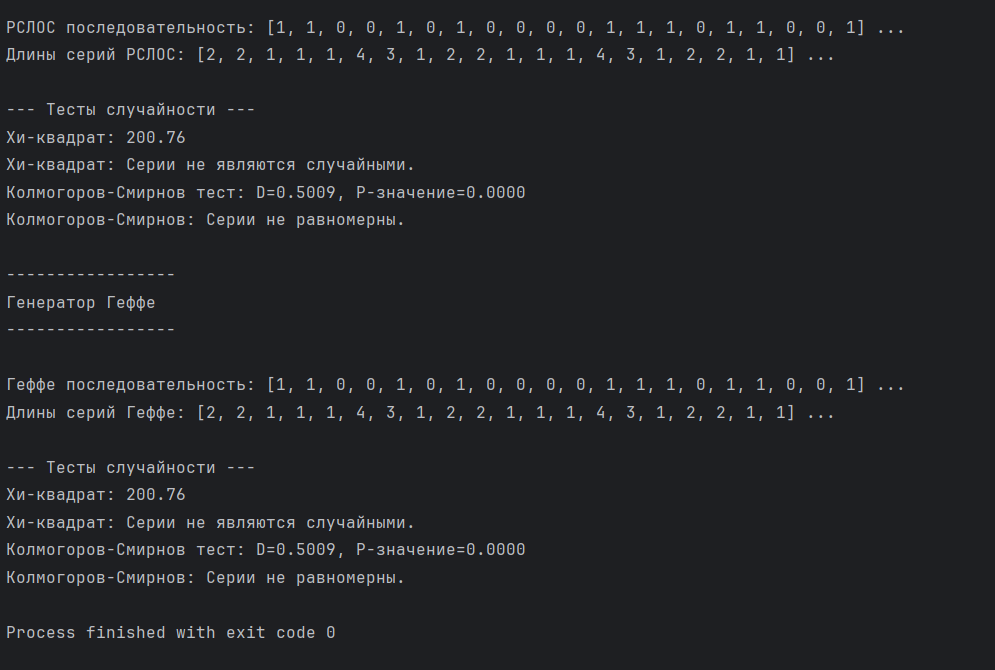 РСЛОС последовательность: [1, 1, 0, 0, 1, 0, 1, 0, 0, 0, 0, 1, 1, 1, 0, 1, 1, 0, 0, 1] ...
Длины серий РСЛОС: [2, 2, 1, 1, 1, 4, 3, 1, 2, 2, 1, 1, 1, 4, 3, 1, 2, 2, 1, 1] ...
--- Тесты случайности ---
Хи-квадрат: 200.76
Хи-квадрат: Серии не являются случайными.
Колмогоров-Смирнов тест: D=0.5009, P-значение=0.0000
Колмогоров-Смирнов: Серии не равномерны.
-----------------
Генератор Геффе
-----------------
Геффе последовательность: [1, 1, 0, 0, 1, 0, 1, 0, 0, 0, 0, 1, 1, 1, 0, 1, 1, 0, 0, 1] ...
Длины серий Геффе: [2, 2, 1, 1, 1, 4, 3, 1, 2, 2, 1, 1, 1, 4, 3, 1, 2, 2, 1, 1] ...
--- Тесты случайности ---
Хи-квадрат: 200.76
Хи-квадрат: Серии не являются случайными.
Колмогоров-Смирнов тест: D=0.5009, P-значение=0.0000
Колмогоров-Смирнов: Серии не равномерны.
Process finished with exit code 0